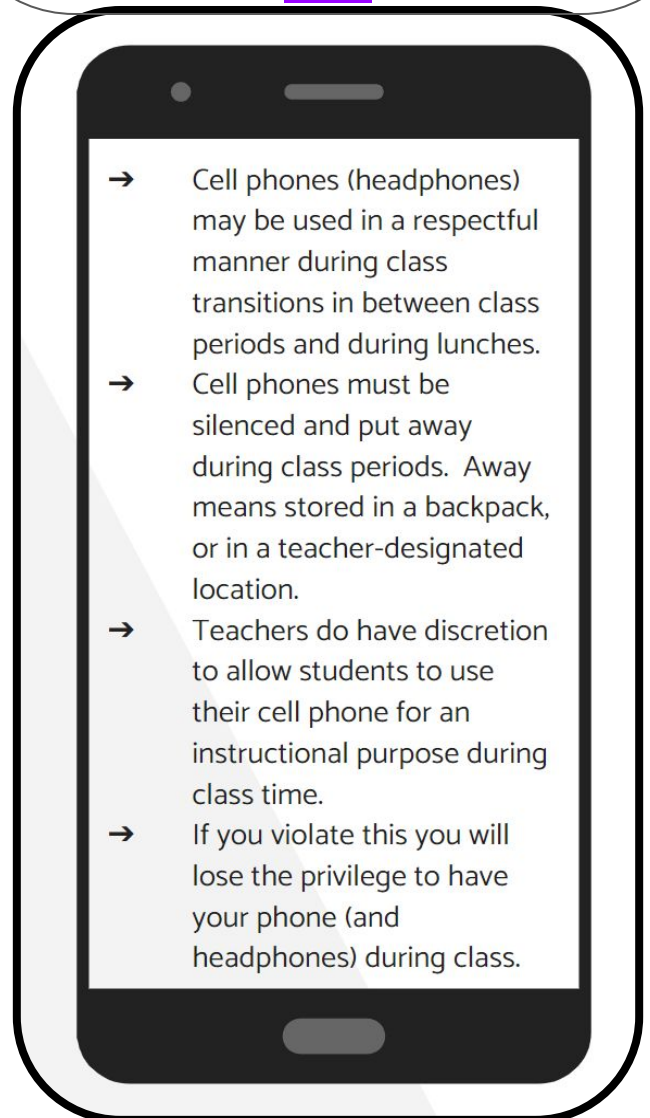 ➔ Cell phones (headphones)
may be used in a respectful
manner during class
transitions in between class
periods and during lunches.
➔ Cell phones must be
silenced and put away
during class periods.  Away
means stored in a backpack,
or in a teacher-designated
location.
➔ Teachers do have discretion
to allow students to use
their cell phone for an
instructional purpose during
class time.
➔ If you violate this you will
lose the privilege to have
your phone (and
headphones) during class.